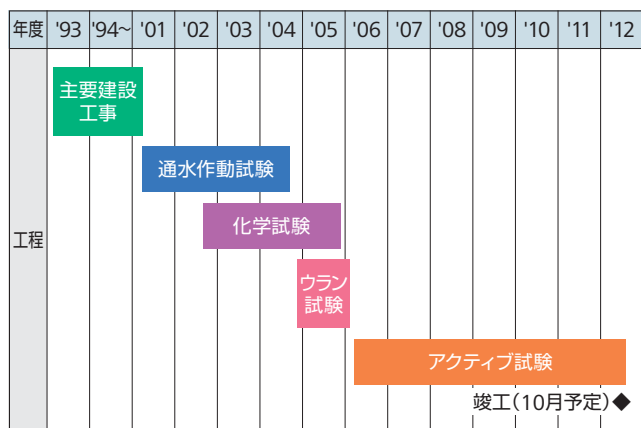 年度 '93 '94~ '01 '02 '03 '04 '05 '06 '07 '08 '09 '10 '11 '12
主要建設
工事
通水作動試験
化学試験
工程
ウラン
試験
アクティブ試験
竣工(10月予定)◆